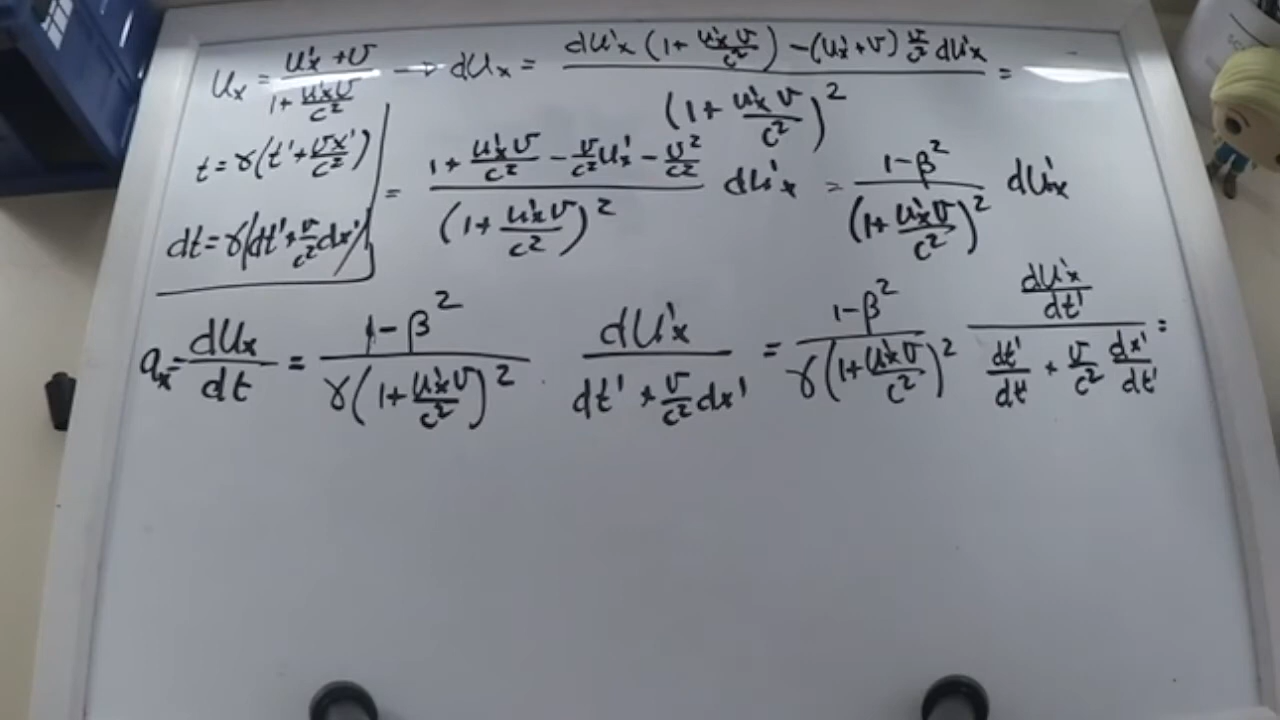 Ux = (U'x + v) / (1 + U'x v / c²) → dUx = (dU'x (1 + U'x v / c²) − (U'x + v) v/c² dU'x) / (1 + U'x v / c²)² =
t = γ(t' + vx'/c²)
= (1 + U'x v / c² − v/c² U'x − v²/c²) / (1 + U'x v / c²)² dU'x = (1 − β²) / (1 + U'x v / c²)² dU'x
dt = γ(dt' + v/c² dx')
ax = dUx/dt = (1 − β²) / (γ(1 + U'x v / c²)²) · dU'x / (dt' + v/c² dx') = (1 − β²) / (γ(1 + U'x v / c²)²) (dU'x/dt') / (dt'/dt' + v/c² dx'/dt') =